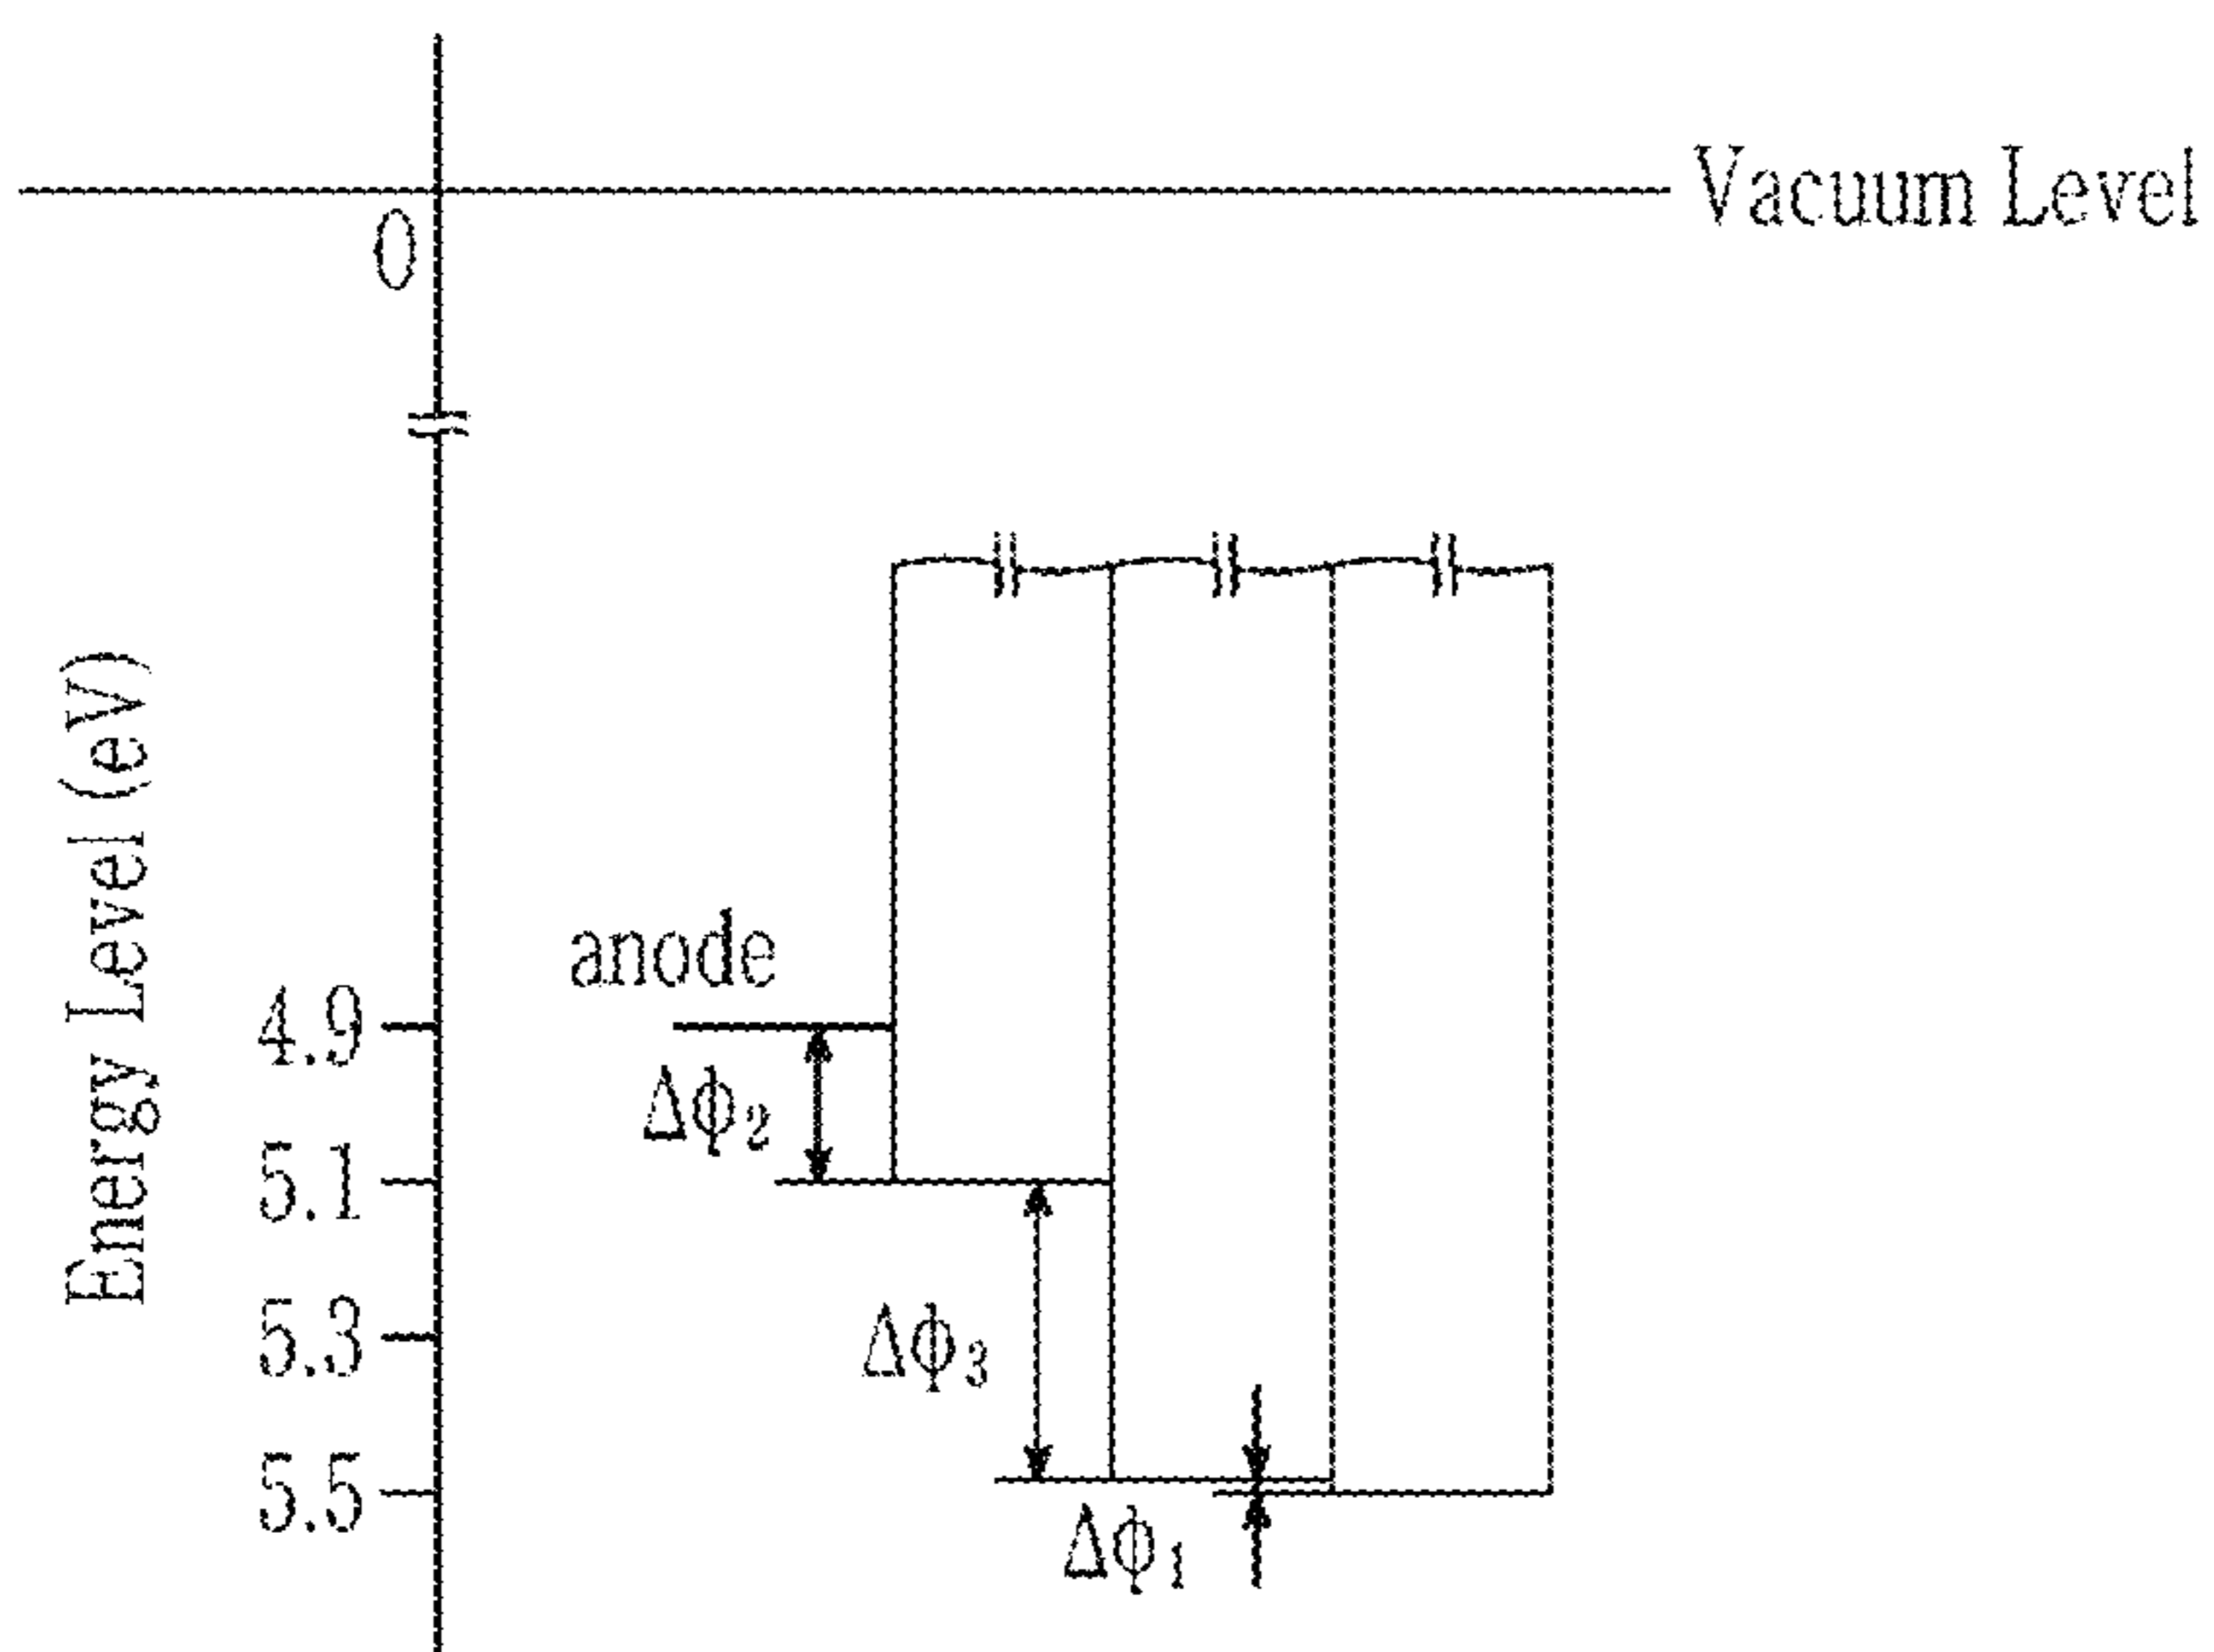 Vacuum Level
0
Energy Level (eV)
anode
4.9
Δϕ₂
5.1
5.3
Δϕ₃
5.5
Δϕ₁